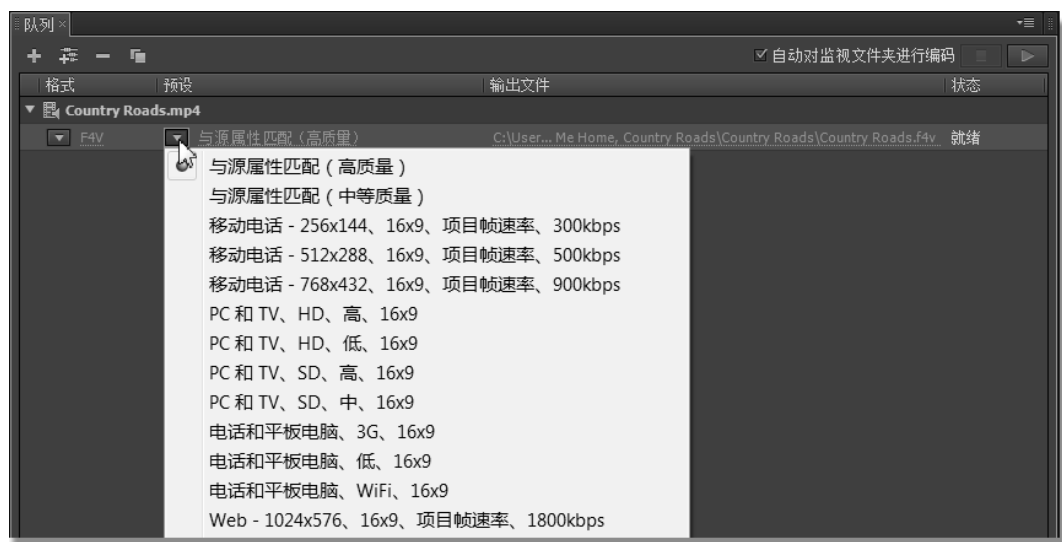 队列
自动对监视文件夹进行编码
格式 预设 输出文件 状态
Country Roads.mp4
F4V 与源属性匹配（高质量） C:\User... Me Home, Country Roads\Country Roads\Country Roads.f4v 就绪
与源属性匹配（高质量）
与源属性匹配（中等质量）
移动电话 - 256x144、16x9、项目帧速率、300kbps
移动电话 - 512x288、16x9、项目帧速率、500kbps
移动电话 - 768x432、16x9、项目帧速率、900kbps
PC 和 TV、HD、高、16x9
PC 和 TV、HD、低、16x9
PC 和 TV、SD、高、16x9
PC 和 TV、SD、中、16x9
电话和平板电脑、3G、16x9
电话和平板电脑、低、16x9
电话和平板电脑、WiFi、16x9
Web - 1024x576、16x9、项目帧速率、1800kbps